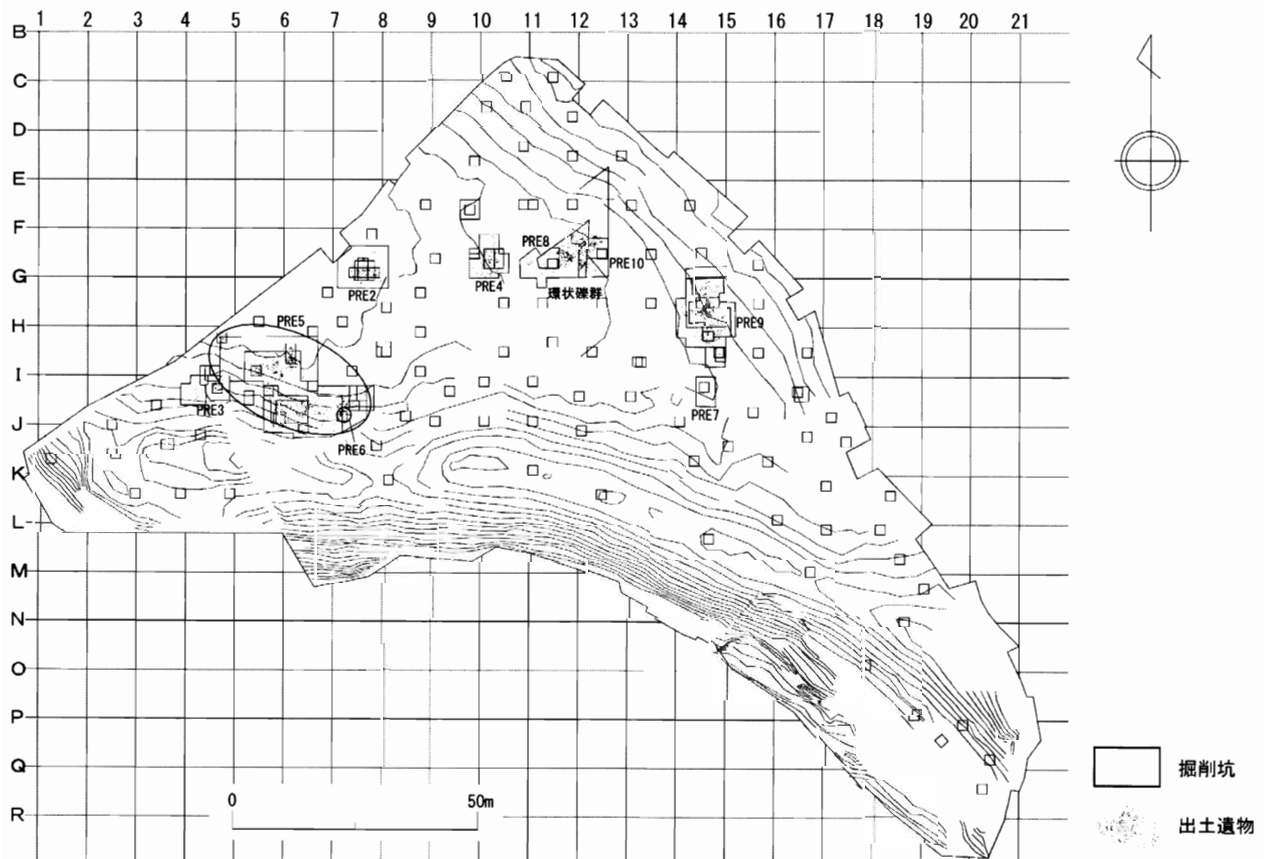 1 2 3 4 5 6 7 8 9 10 11 12 13 14 15 16 17 18 19 20 21
B
C
D
E
F
PRE8
PRE10
G
PRE2
PRE4
環状礫群
PRE5
PRE9
H
I
PRE3
PRE7
J
PRE6
K
L
M
N
O
P
Q
掘削坑
0 50m
R
出土遺物